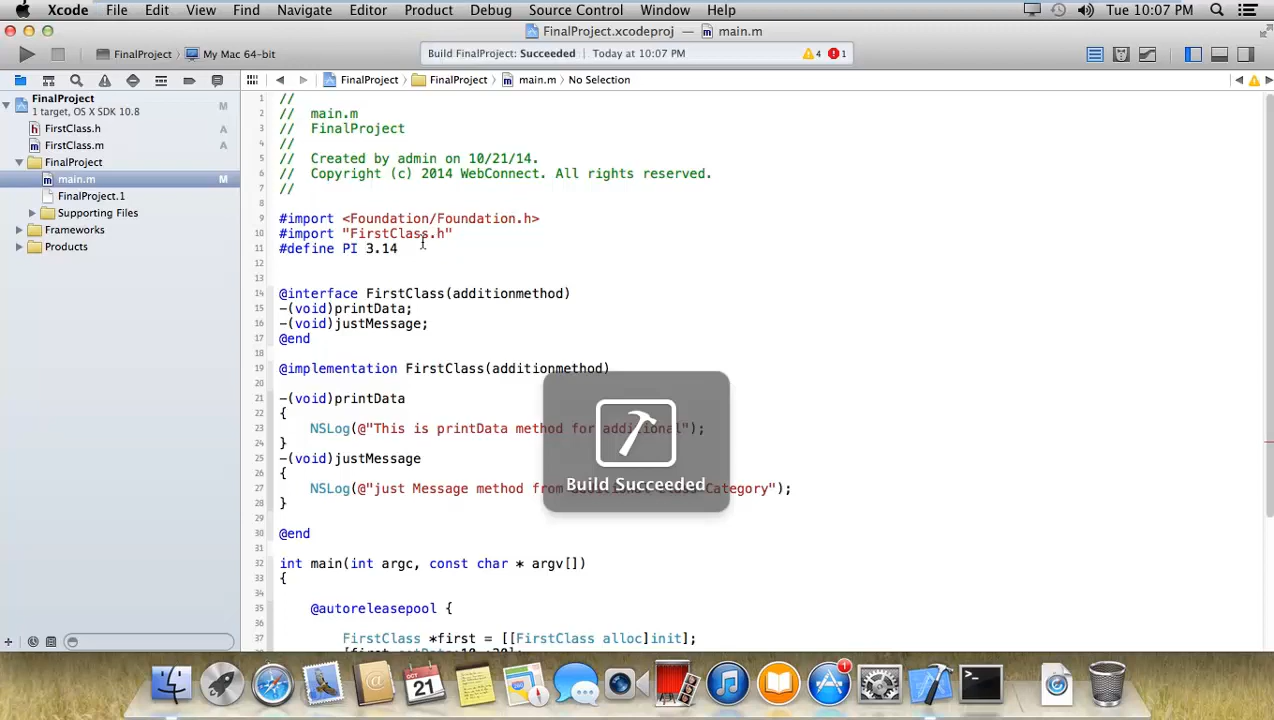 Xcode File Edit View Find Navigate Editor Product Debug Source Control Window Help Tue 10:07 PM
FinalProject.xcodeproj — main.m
FinalProject My Mac 64-bit Build FinalProject: Succeeded Today at 10:07 PM 4 1
FinalProject FinalProject main.m No Selection
FinalProject M
1 target, OS X SDK 10.8
h FirstClass.h A
m FirstClass.m A
FinalProject
m main.m M
FinalProject.1
Supporting Files
Frameworks
Products
1 //
2 // main.m
3 // FinalProject
4 //
5 // Created by admin on 10/21/14.
6 // Copyright (c) 2014 WebConnect. All rights reserved.
7 //
8
9 #import <Foundation/Foundation.h>
10 #import "FirstClass.h"
11 #define PI 3.14
12
13
14 @interface FirstClass(additionmethod)
15 -(void)printData;
16 -(void)justMessage;
17 @end
18
19 @implementation FirstClass(additionmethod)
20
21 -(void)printData
22 {
23 NSLog(@"This is printData method for additional");
24 }
25 -(void)justMessage
26 {
27 NSLog(@"just Message method from Category");
28 }
29
30 @end
31
32 int main(int argc, const char * argv[])
33 {
34
35 @autoreleasepool {
36
37 FirstClass *first = [[FirstClass alloc]init];
Build Succeeded
OCT
21
1